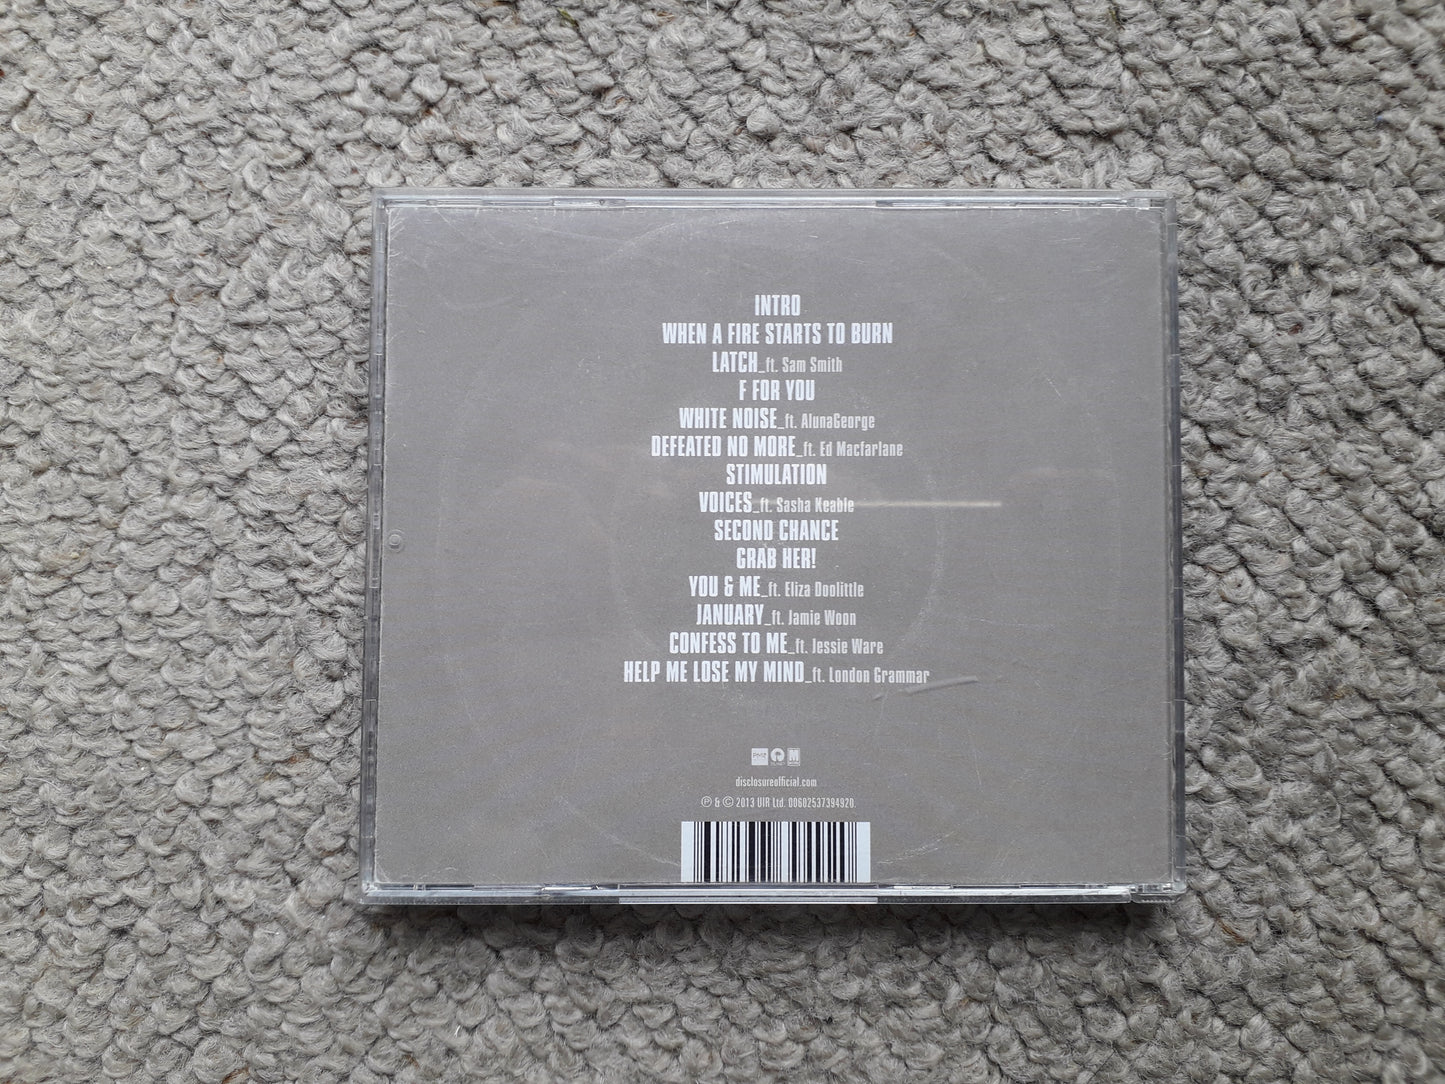 INTRO
WHEN A FIRE STARTS TO BURN
LATCH_ft. Sam Smith
F FOR YOU
WHITE NOISE_ft. AlunaGeorge
DEFEATED NO MORE_ft. Ed Macfarlane
STIMULATION
VOICES_ft. Sasha Keable
SECOND CHANCE
GRAB HER!
YOU & ME_ft. Eliza Doolittle
JANUARY_ft. Jamie Woon
CONFESS TO ME_ft. Jessie Ware
HELP ME LOSE MY MIND_ft. London Grammar
M
disclosureofficial.com
℗ & © 2013 UIR Ltd. 00602537394920.